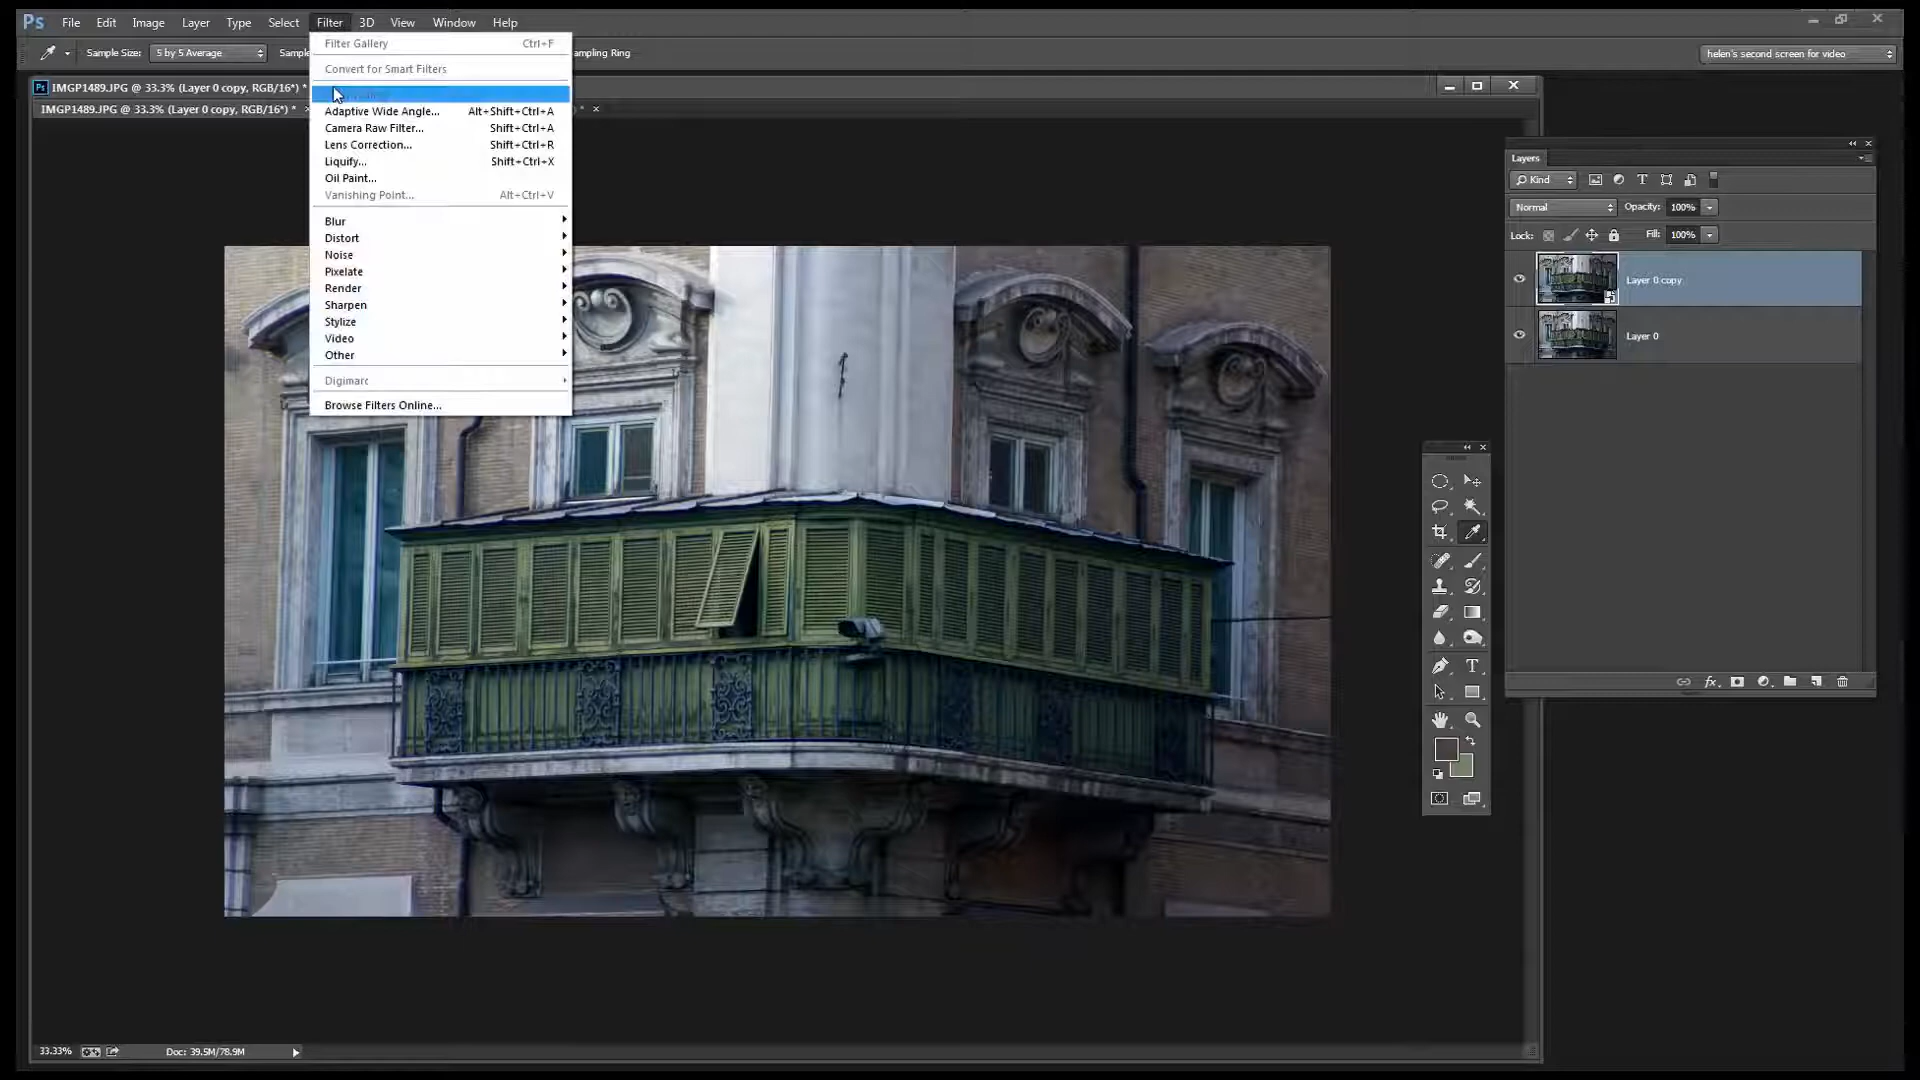 Ps File Edit Image Layer Type Select Filter 3D View Window Help
Sample Size: 5 by 5 Average Sample ampling Ring helen's second screen for video
Filter Gallery Ctrl+F
Convert for Smart Filters
Adaptive Wide Angle... Alt+Shift+Ctrl+A
Camera Raw Filter... Shift+Ctrl+A
Lens Correction... Shift+Ctrl+R
Liquify... Shift+Ctrl+X
Oil Paint...
Vanishing Point... Alt+Ctrl+V
Blur
Distort
Noise
Pixelate
Render
Sharpen
Stylize
Video
Other
Digimarc
Browse Filters Online...
Ps IMGP1489.JPG @ 33.3% (Layer 0 copy, RGB/16*) *
IMGP1489.JPG @ 33.3% (Layer 0 copy, RGB/16*) *
Layers
Kind
Normal Opacity: 100%
Lock: Fill: 100%
Layer 0 copy
Layer 0
fx
33.33% Doc: 39.5M/78.9M